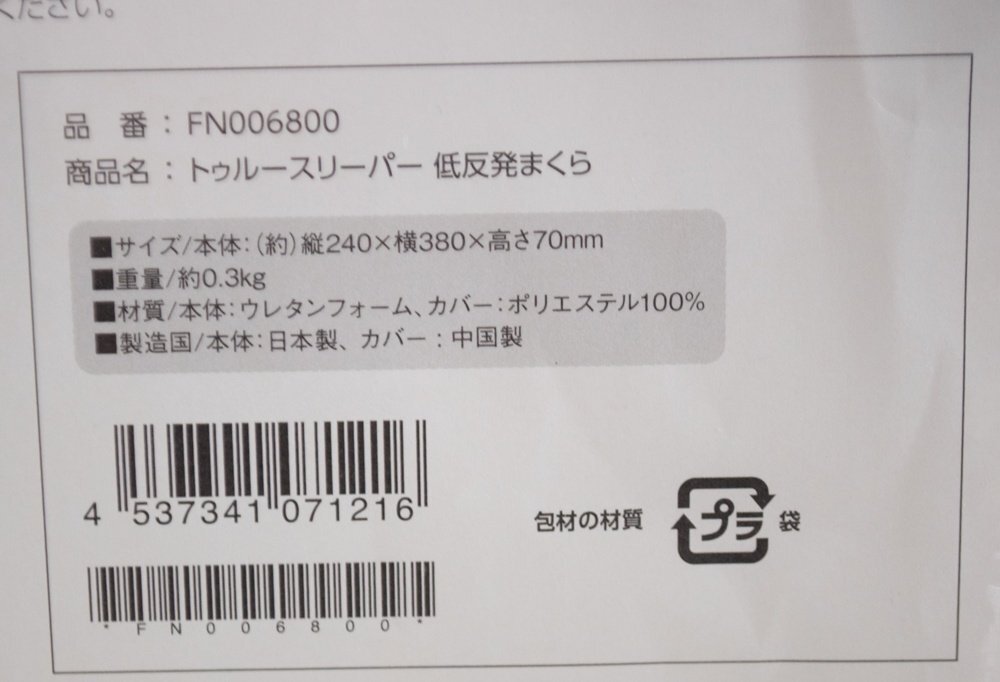 ください。
品 番：FN006800
商品名：トゥルースリーパー 低反発まくら
■サイズ/本体：(約)縦240×横380×高さ70mm
■重量/約0.3kg
■材質/本体：ウレタンフォーム、カバー：ポリエステル100%
■製造国/本体：日本製、カバー：中国製
4 537341 071216
包材の材質 プラ 袋
*FN006800*